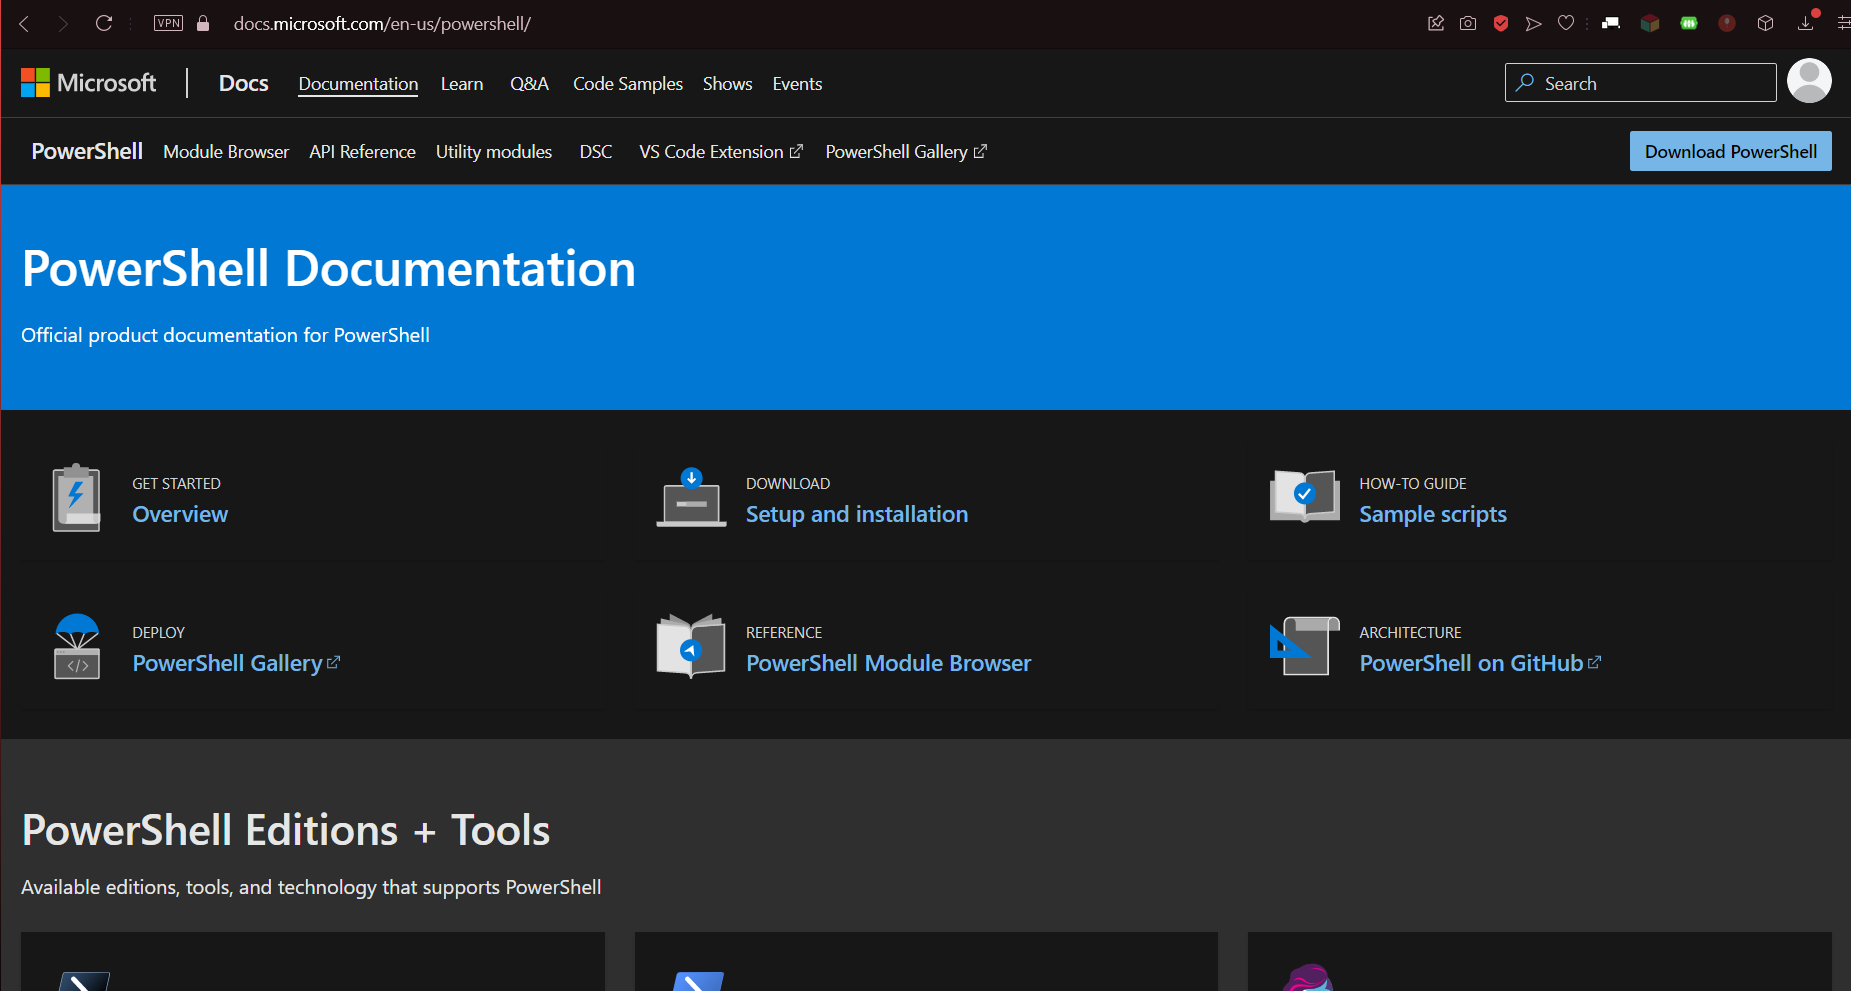 VPN docs.microsoft.com/en-us/powershell/
Microsoft Docs Documentation Learn Q&A Code Samples Shows Events Search
PowerShell Module Browser API Reference Utility modules DSC VS Code Extension PowerShell Gallery Download PowerShell
PowerShell Documentation
Official product documentation for PowerShell
GET STARTED
Overview
DOWNLOAD
Setup and installation
HOW-TO GUIDE
Sample scripts
DEPLOY
PowerShell Gallery
REFERENCE
PowerShell Module Browser
ARCHITECTURE
PowerShell on GitHub
PowerShell Editions + Tools
Available editions, tools, and technology that supports PowerShell